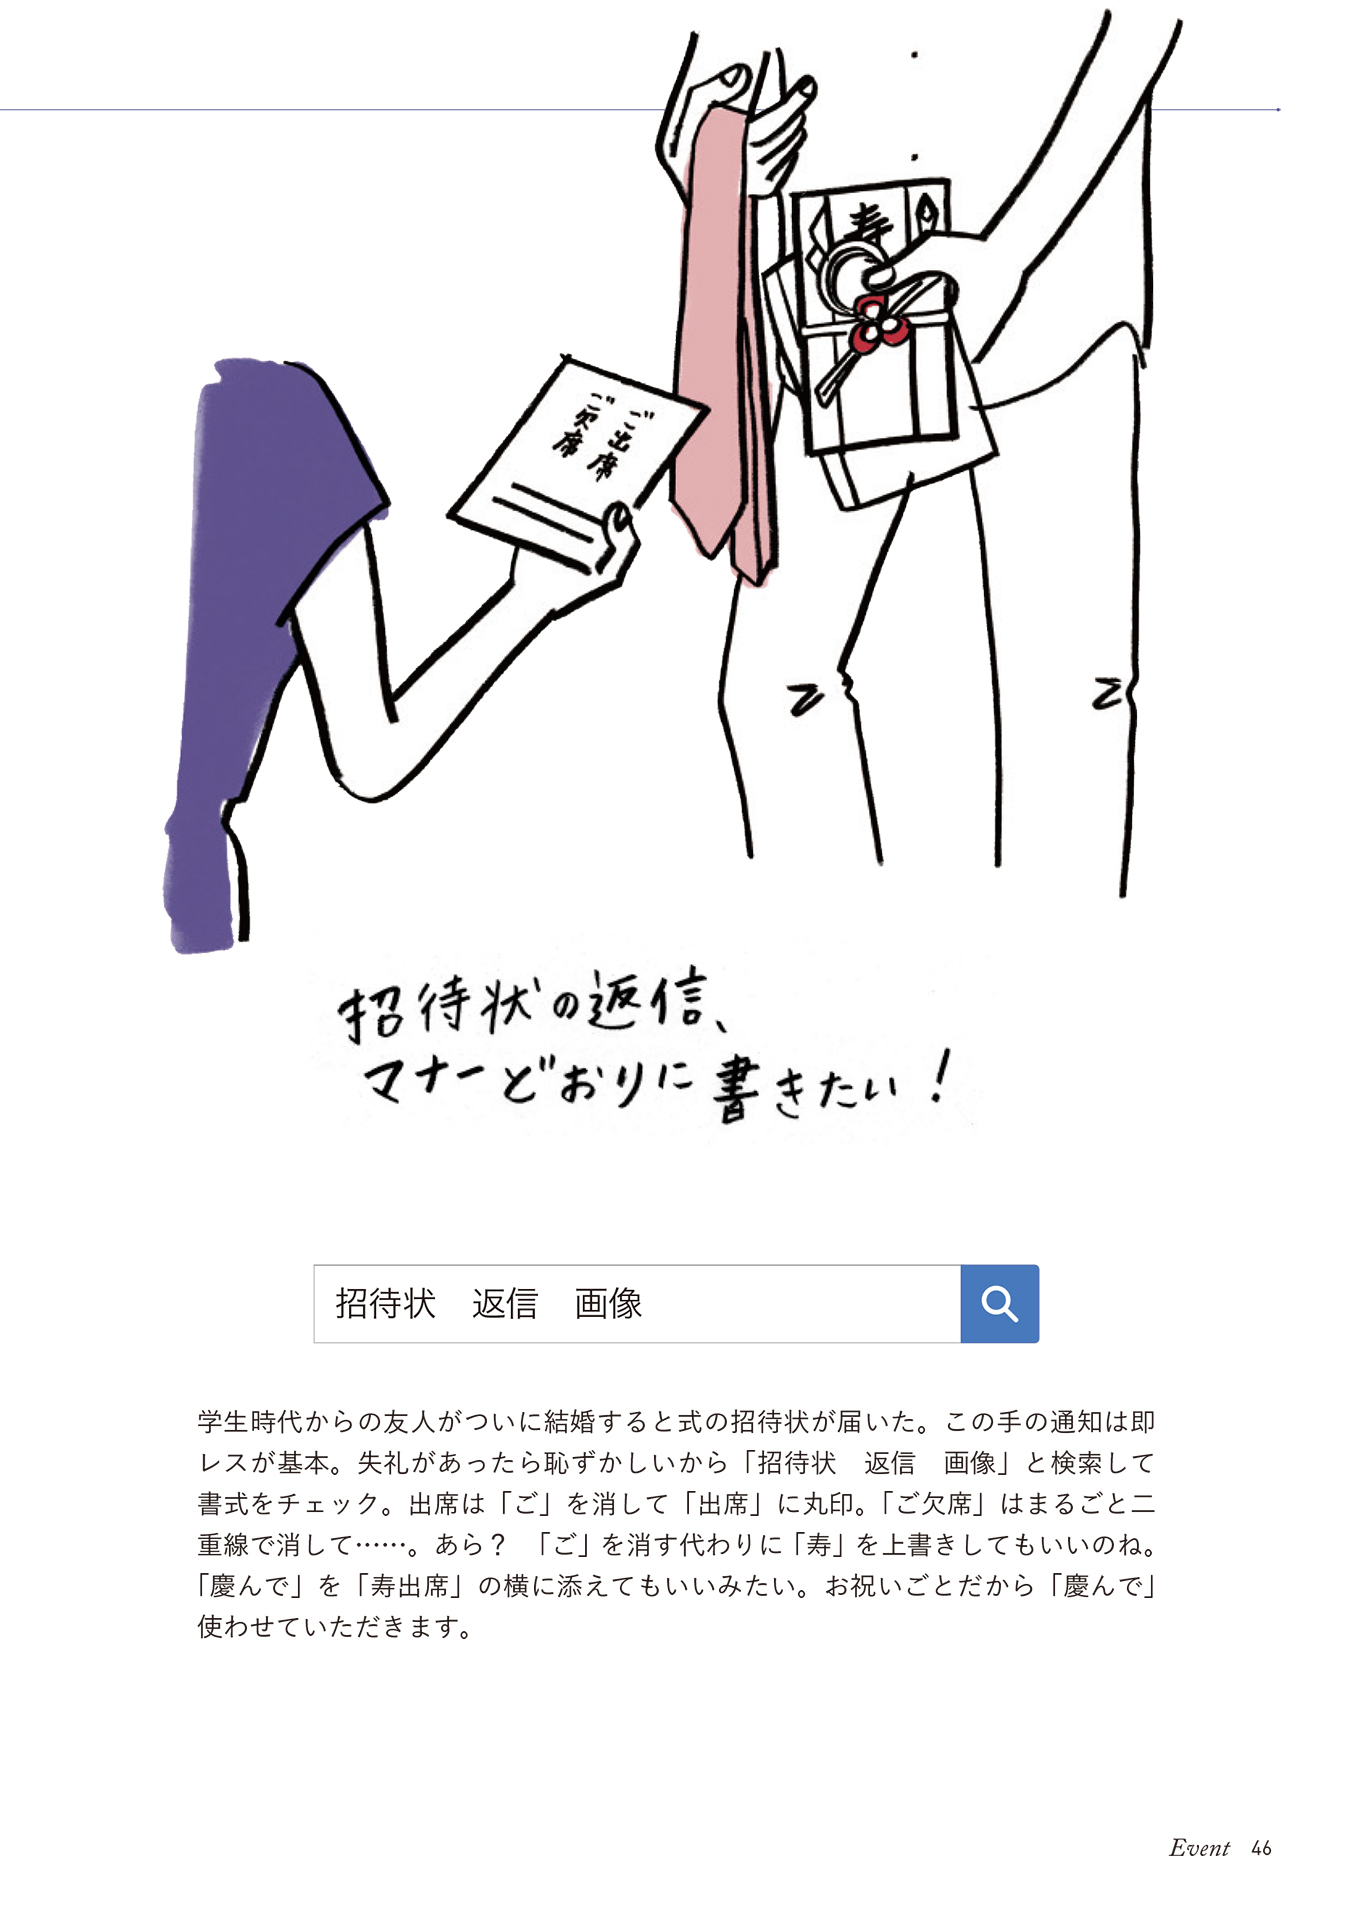 寿
ご出席
ご欠席
招待状の返信、
マナーどおりに書きたい！
招待状　返信　画像
学生時代からの友人がついに結婚すると式の招待状が届いた。この手の通知は即
レスが基本。失礼があったら恥ずかしいから「招待状　返信　画像」と検索して
書式をチェック。出席は「ご」を消して「出席」に丸印。「ご欠席」はまるごと二
重線で消して……。あら？　「ご」を消す代わりに「寿」を上書きしてもいいのね。
「慶んで」を「寿出席」の横に添えてもいいみたい。お祝いごとだから「慶んで」
使わせていただきます。
Event 46